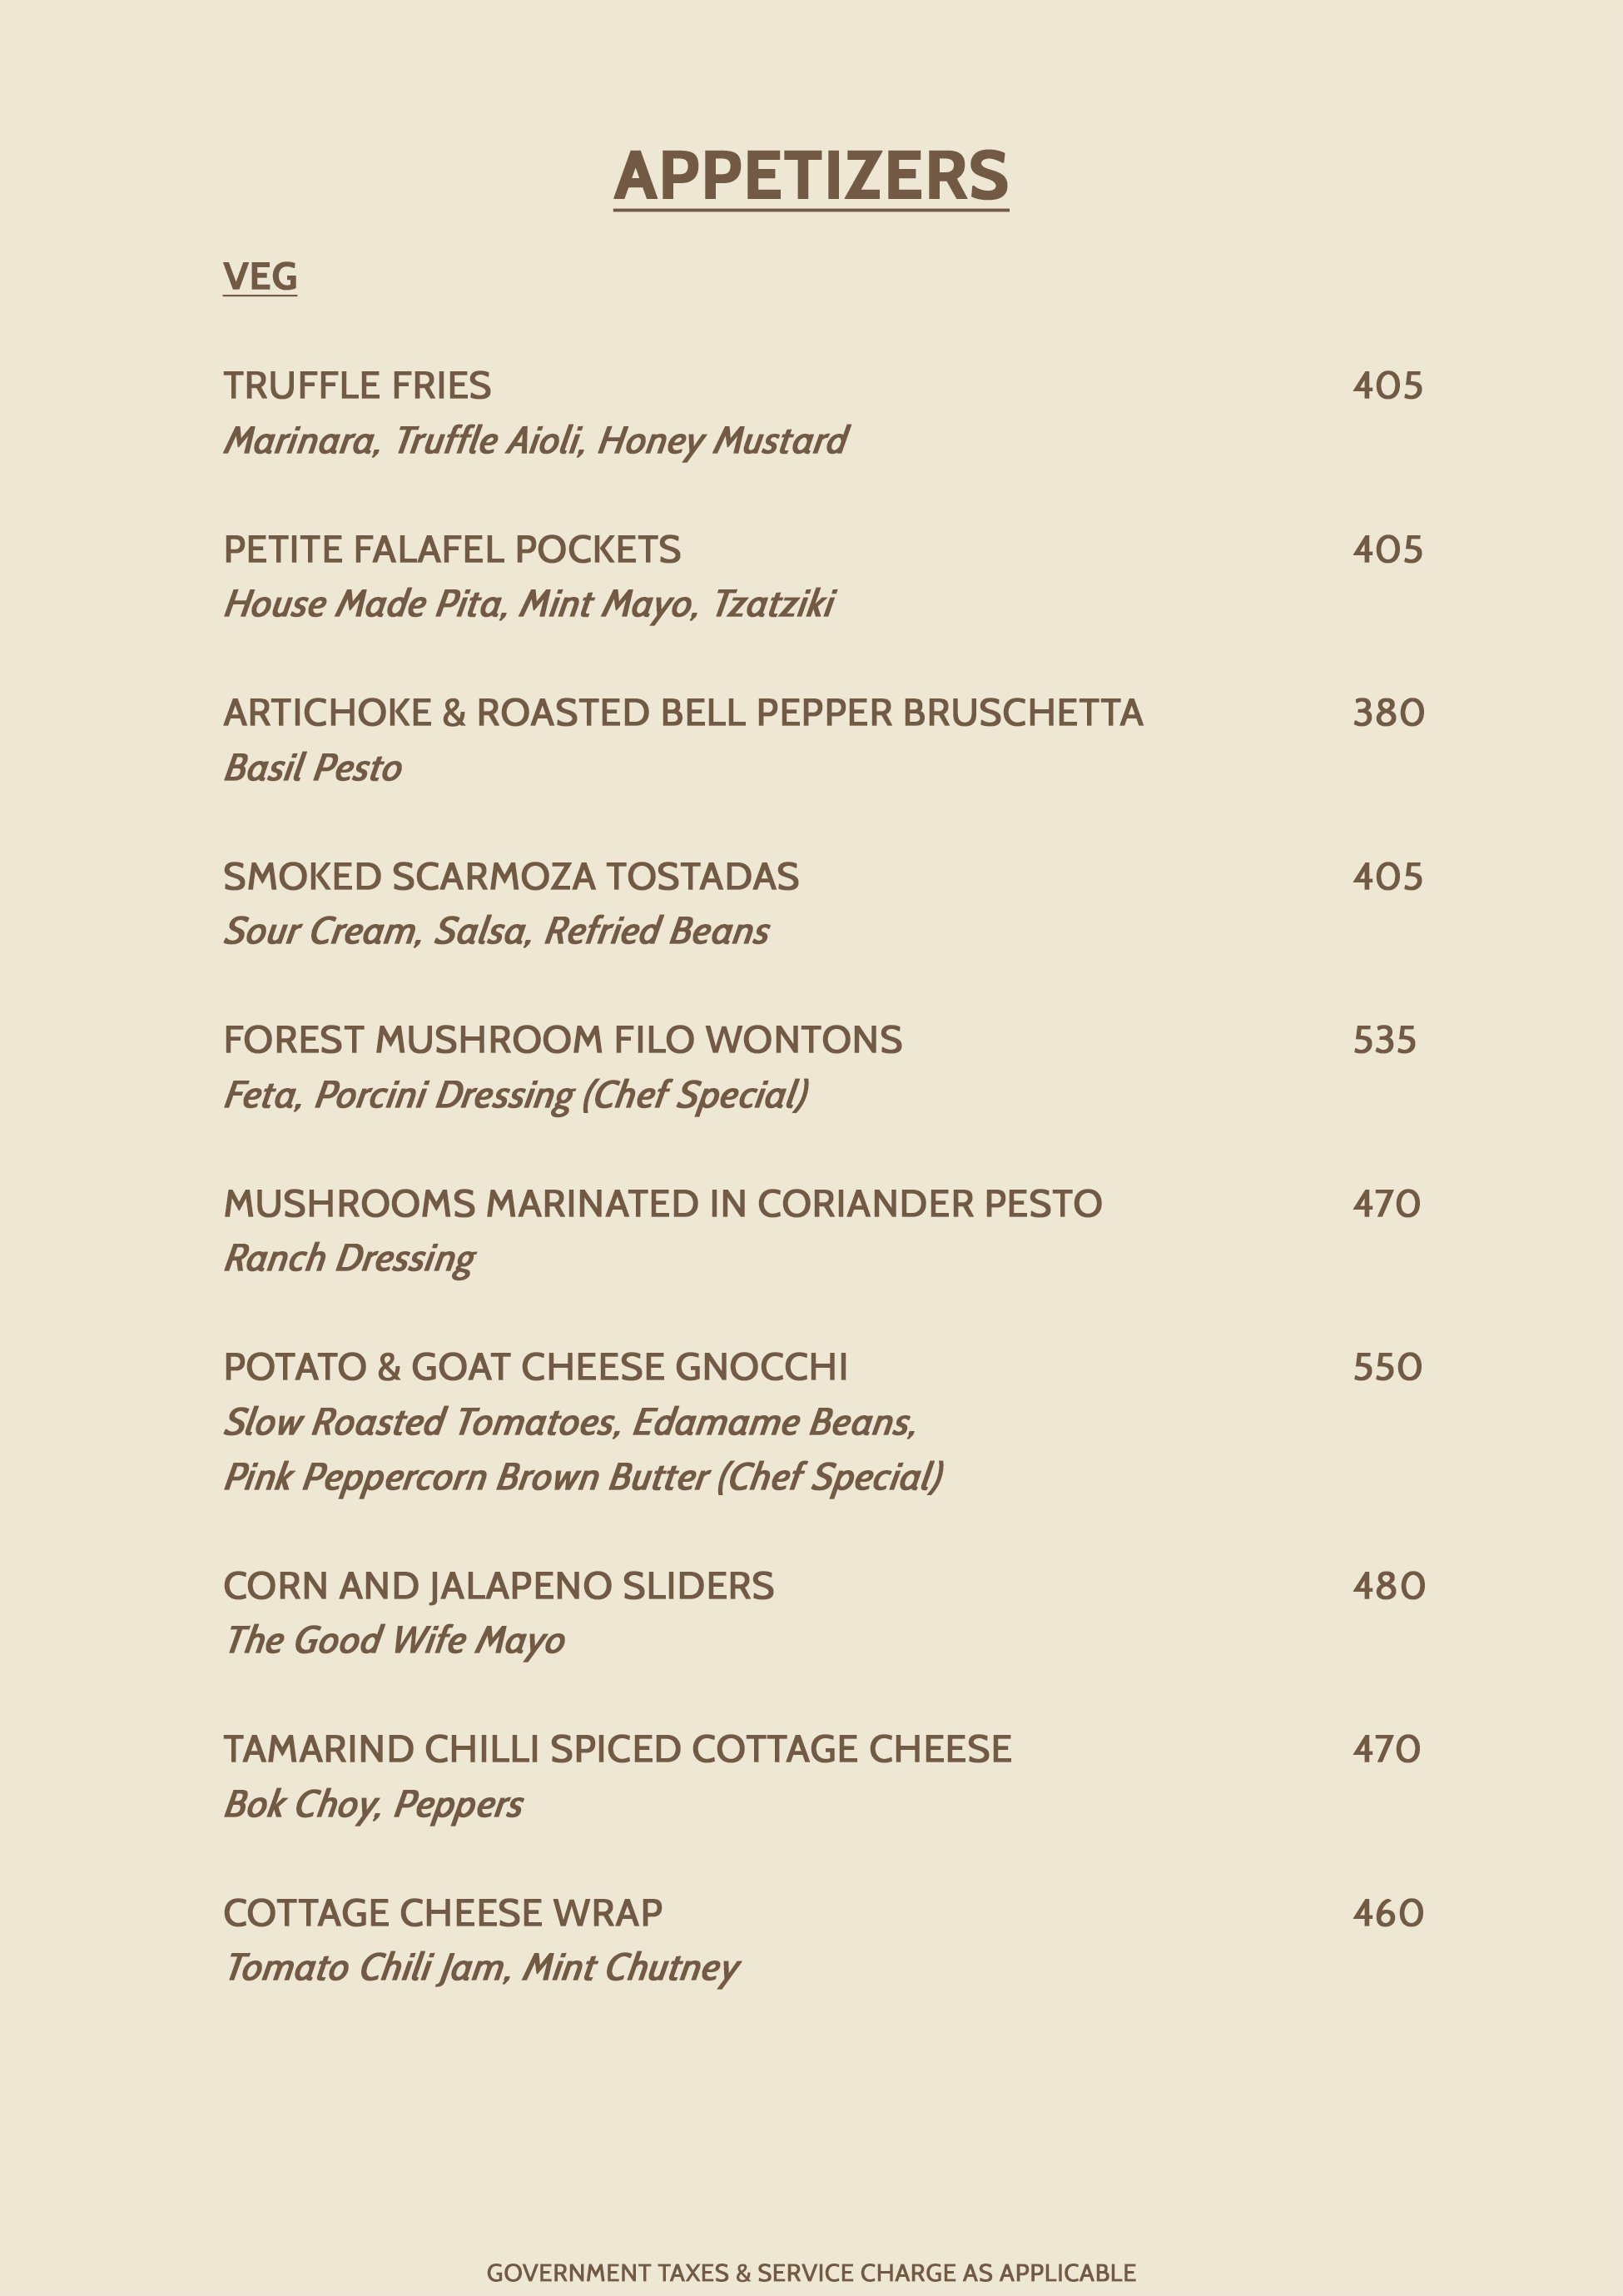 APPETIZERS
VEG
TRUFFLE FRIES 405
Marinara, Truffle Aioli, Honey Mustard
PETITE FALAFEL POCKETS 405
House Made Pita, Mint Mayo, Tzatziki
ARTICHOKE & ROASTED BELL PEPPER BRUSCHETTA 380
Basil Pesto
SMOKED SCARMOZA TOSTADAS 405
Sour Cream, Salsa, Refried Beans
FOREST MUSHROOM FILO WONTONS 535
Feta, Porcini Dressing (Chef Special)
MUSHROOMS MARINATED IN CORIANDER PESTO 470
Ranch Dressing
POTATO & GOAT CHEESE GNOCCHI 550
Slow Roasted Tomatoes, Edamame Beans,
Pink Peppercorn Brown Butter (Chef Special)
CORN AND JALAPENO SLIDERS 480
The Good Wife Mayo
TAMARIND CHILLI SPICED COTTAGE CHEESE 470
Bok Choy, Peppers
COTTAGE CHEESE WRAP 460
Tomato Chili Jam, Mint Chutney
GOVERNMENT TAXES & SERVICE CHARGE AS APPLICABLE